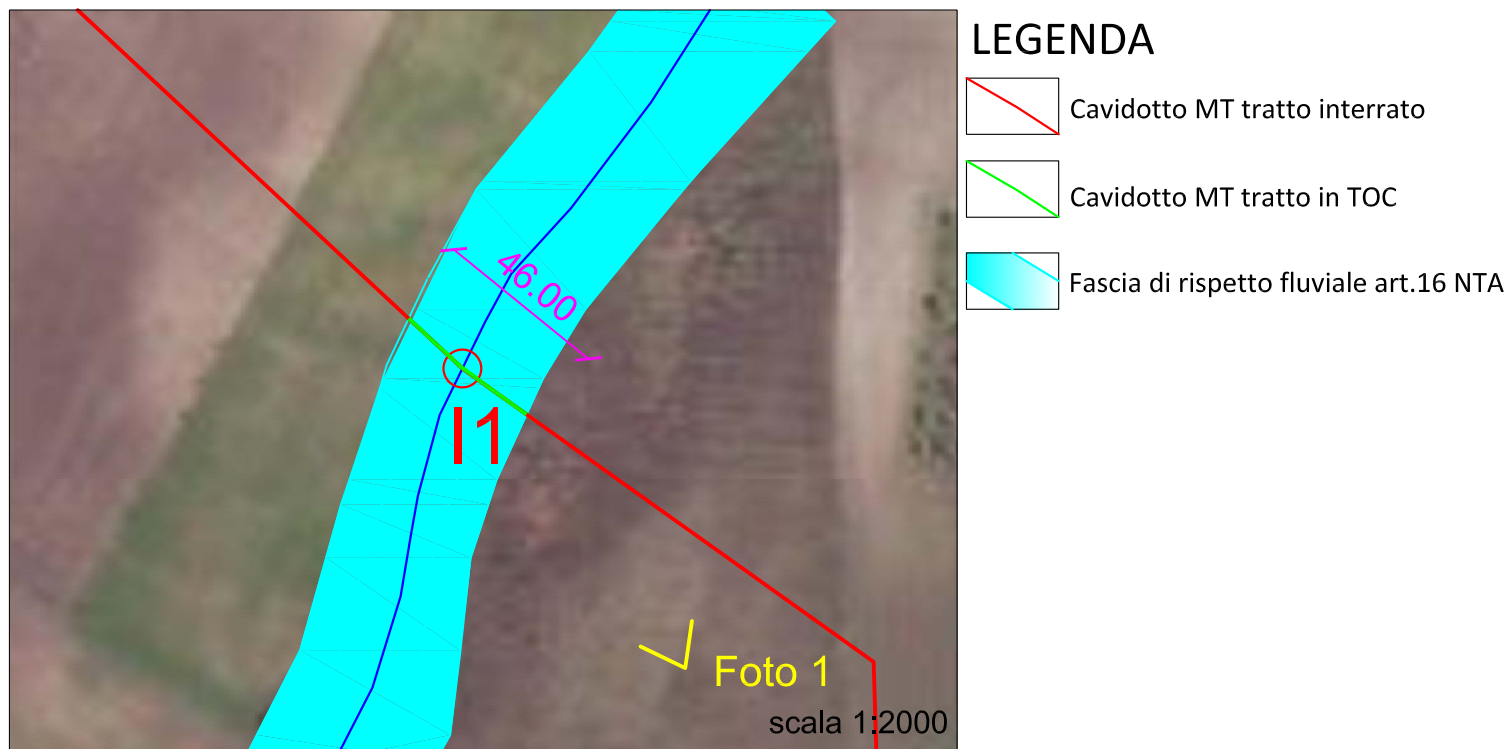 46.00
I1
Foto 1
scala 1:2000
LEGENDA
Cavidotto MT tratto interrato
Cavidotto MT tratto in TOC
Fascia di rispetto fluviale art.16 NTA